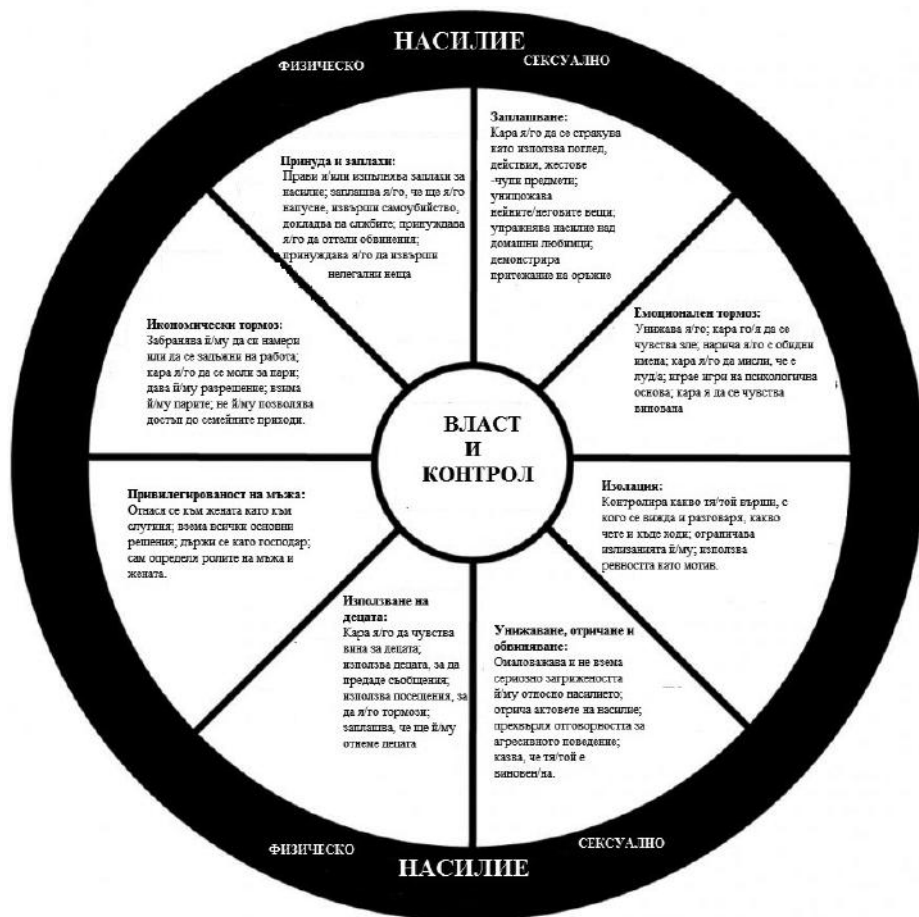 НАСИЛИЕ
ФИЗИЧЕСКО
СЕКСУАЛНО
Принуда и заплахи:
Прави и/или изпълнява заплахи за
насилие; заплашва я/го, че ще я/го
напусне, извърши самоубийство,
докладва на службите; принуждава
я/го да оттегли обвинения;
принуждава я/го да извърши
нелегални неща
Заплашване:
Кара я/го да се страхува
като използва поглед,
действия, жестове
-чупи предмети;
унищожава
нейните/неговите вещи;
упражнява насилие над
домашни любимци;
демонстрира
притежание на оръжие
Емоционален тормоз:
Унижава я/го; кара го/я да се
чувства зле; нарича я/го с обидни
имена; кара я/го да мисли, че е
луд/а; играе игри на психологична
основа; кара я да се чувства
виновала
Изолация:
Контролира какво тя/той върши, с
кого се вижда и разговаря, какво
чете и къде ходи; ограничава
излизанията й/му; използва
ревността като мотив.
Унижаване, отричане и
обвиняване:
Омаловажава и не взема
сериозно загрижеността
й/му относно насилието;
отрича актовете на насилие;
прехвърля отговорността за
агресивното поведение;
казва, че тя/той е
виновен/на.
Използване на
децата:
Кара я/го да чувства
вина за децата;
използва децата, за да
предаде съобщения;
използва посещения, за
да я/го тормози;
заплашва, че ще й/му
отнеме децата
Привилегированост на мъжа:
Отнася се към жената като към
слугиня; взема всички основни
решения; държи се като господар;
сам определя ролите на мъжа и
жената.
Икономически тормоз:
Забранява й/му да си намери
или да се задържи на работа;
кара я/го да се моли за пари;
дава й/му разрешение; взима
й/му парите; не й/му позволява
достъп до семейните приходи.
ВЛАСТ
И
КОНТРОЛ
ФИЗИЧЕСКО
СЕКСУАЛНО
НАСИЛИЕ